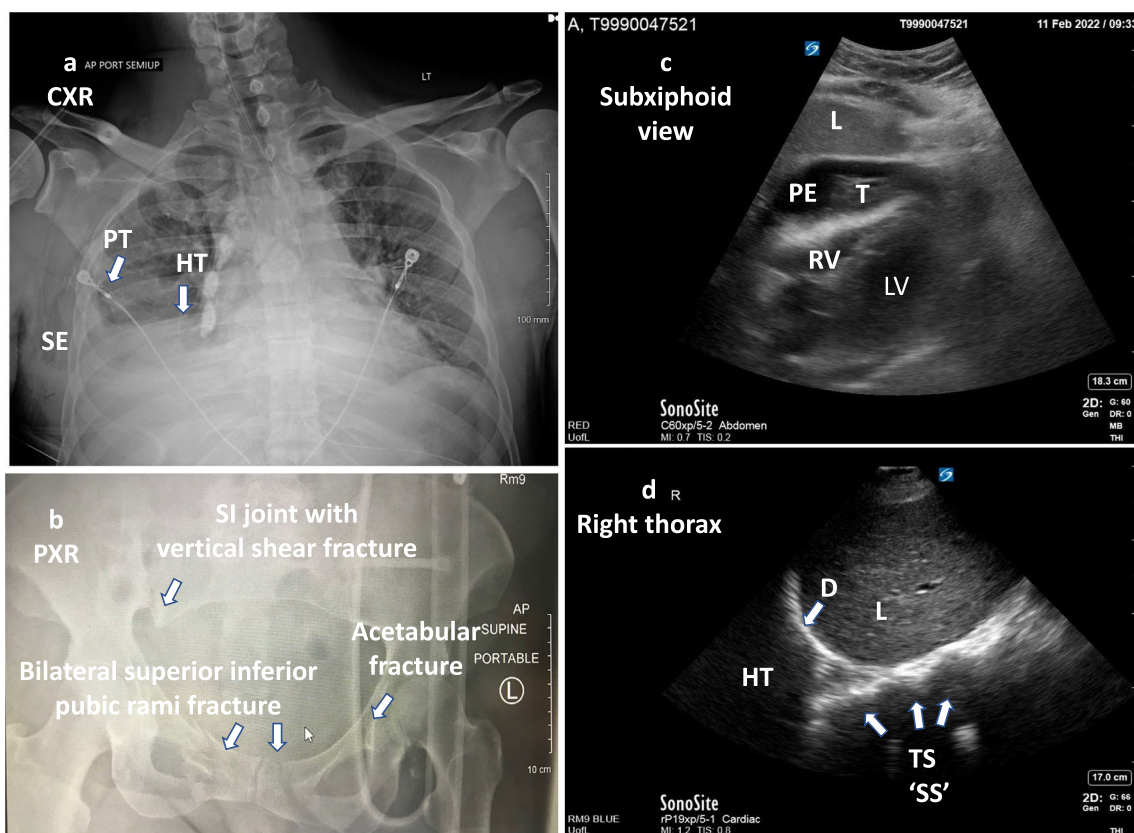 a
AP PORT SEMIUP
CXR
LT
PT
HT
SE
100 mm
A, T9990047521
T9990047521
11 Feb 2022 / 09:33
c
Subxiphoid
view
L
PE
T
RV
LV
18.3 cm
2D: G: 60
Gen DR: 0
MB
THI
SonoSite
RED C60xp/5-2 Abdomen
UofL MI: 0.7 TIS: 0.2
Rm9
b
PXR
SI joint with
vertical shear fracture
AP
SUPINE
PORTABLE
L
Acetabular
fracture
Bilateral superior inferior
pubic rami fracture
10 cm
d R
Right thorax
D
L
HT
TS
‘SS’
17.0 cm
2D: G: 66
Gen DR: 0
THI
SonoSite
RM9 BLUE rP19xp/5-1 Cardiac
UofL MI: 1.2 TIS: 0.8